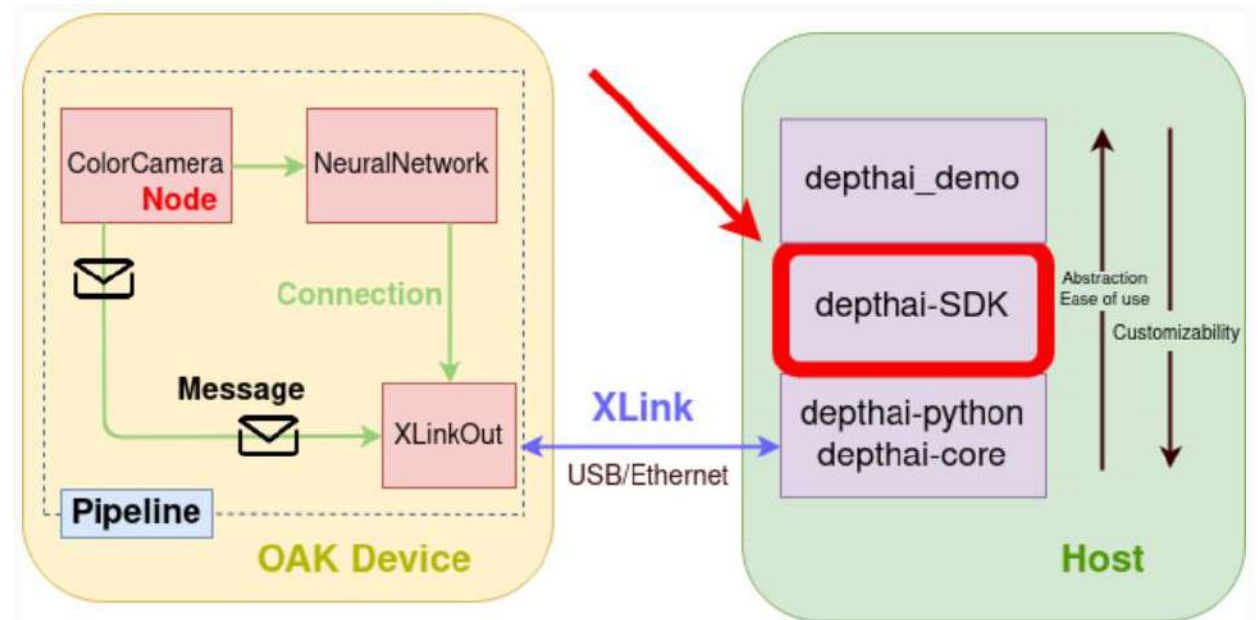 ColorCamera
Node
NeuralNetwork
Connection
Message
XLinkOut
Pipeline
OAK Device
XLink
USB/Ethernet
depthai_demo
depthai-SDK
depthai-python
depthai-core
Abstraction
Ease of use
Customizability
Host